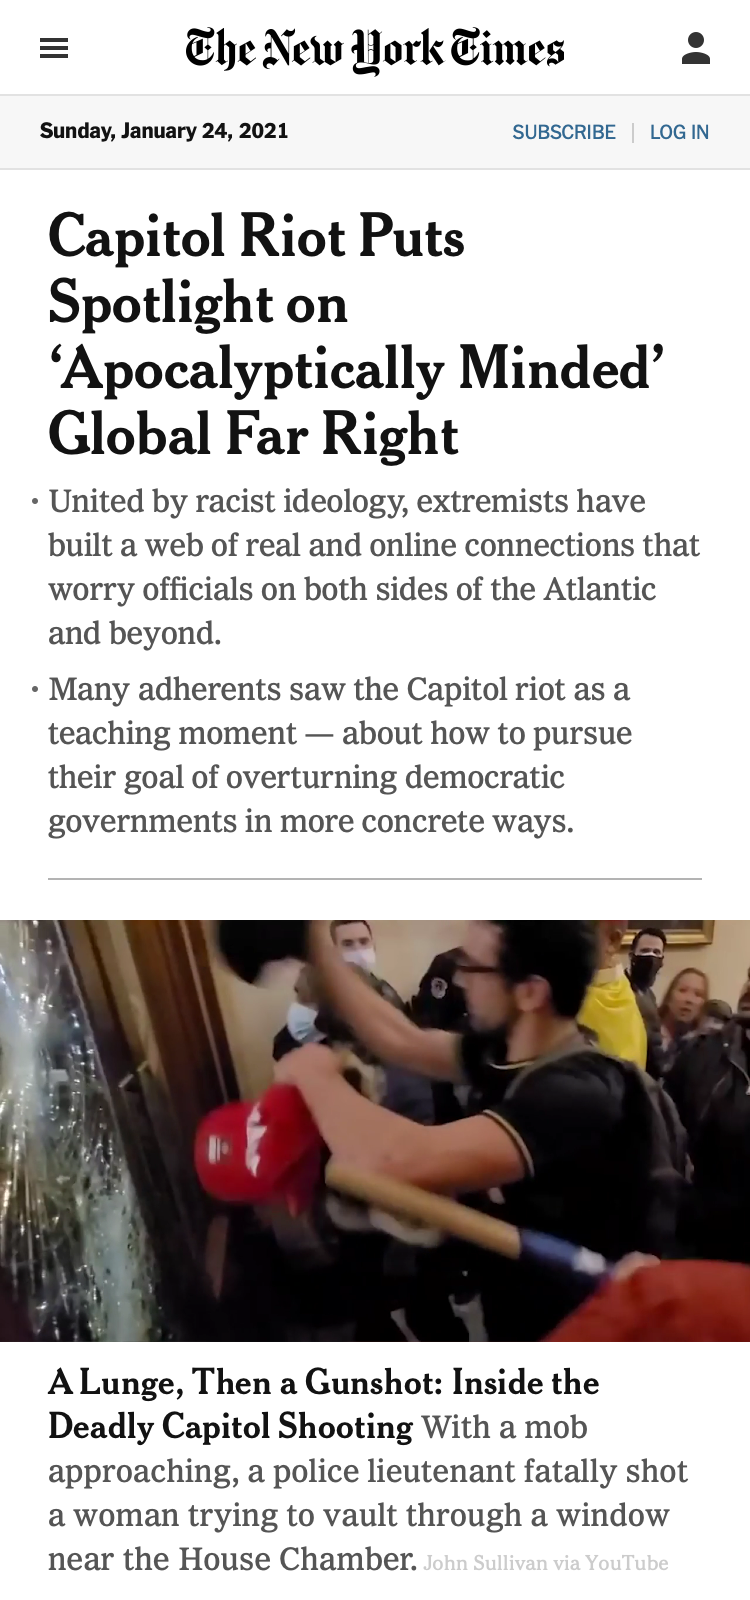 The New York Times
Sunday, January 24, 2021
SUBSCRIBE | LOG IN
Capitol Riot Puts
Spotlight on
‘Apocalyptically Minded’
Global Far Right
• United by racist ideology, extremists have
built a web of real and online connections that
worry officials on both sides of the Atlantic
and beyond.
• Many adherents saw the Capitol riot as a
teaching moment — about how to pursue
their goal of overturning democratic
governments in more concrete ways.
A Lunge, Then a Gunshot: Inside the
Deadly Capitol Shooting With a mob
approaching, a police lieutenant fatally shot
a woman trying to vault through a window
near the House Chamber. John Sullivan via YouTube